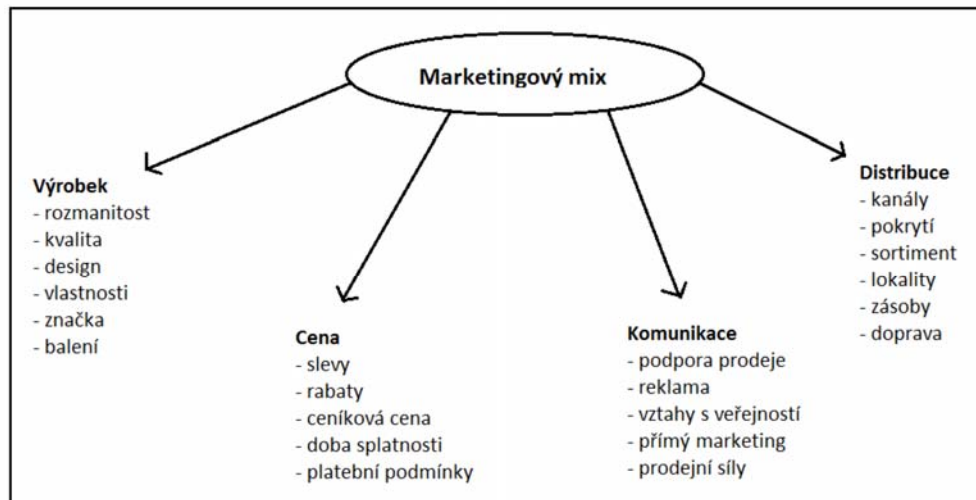 Marketingový mix
Výrobek
- rozmanitost
- kvalita
- design
- vlastnosti
- značka
- balení
Cena
- slevy
- rabaty
- ceníková cena
- doba splatnosti
- platební podmínky
Komunikace
- podpora prodeje
- reklama
- vztahy s veřejností
- přímý marketing
- prodejní síly
Distribuce
- kanály
- pokrytí
- sortiment
- lokality
- zásoby
- doprava